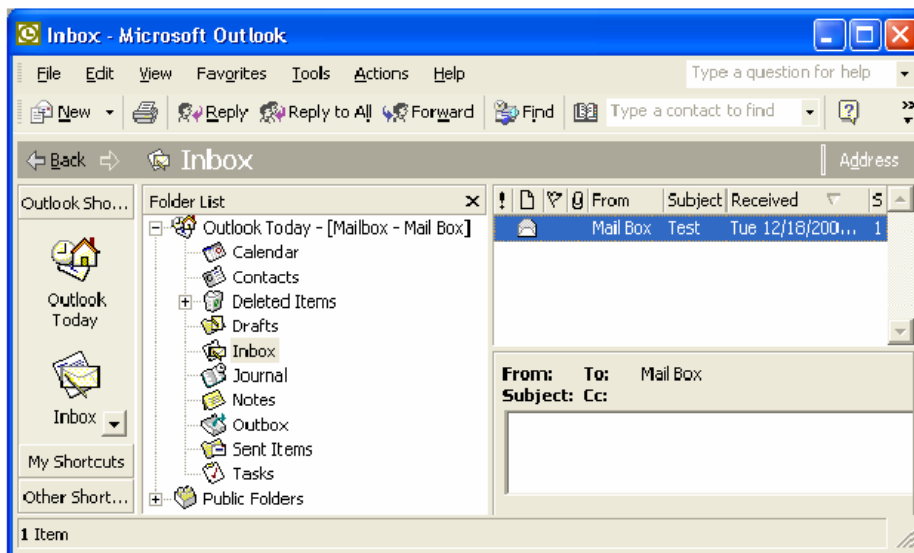 Inbox - Microsoft Outlook
File Edit View Favorites Tools Actions Help Type a question for help
New Reply Reply to All Forward Find Type a contact to find
Back Inbox Address
Outlook Sho...
Outlook
Today
Inbox
My Shortcuts
Other Short...
Folder List
Outlook Today - [Mailbox - Mail Box]
Calendar
Contacts
Deleted Items
Drafts
Inbox
Journal
Notes
Outbox
Sent Items
Tasks
Public Folders
! From Subject Received S
Mail Box Test Tue 12/18/200... 1
From: To: Mail Box
Subject: Cc:
1 Item